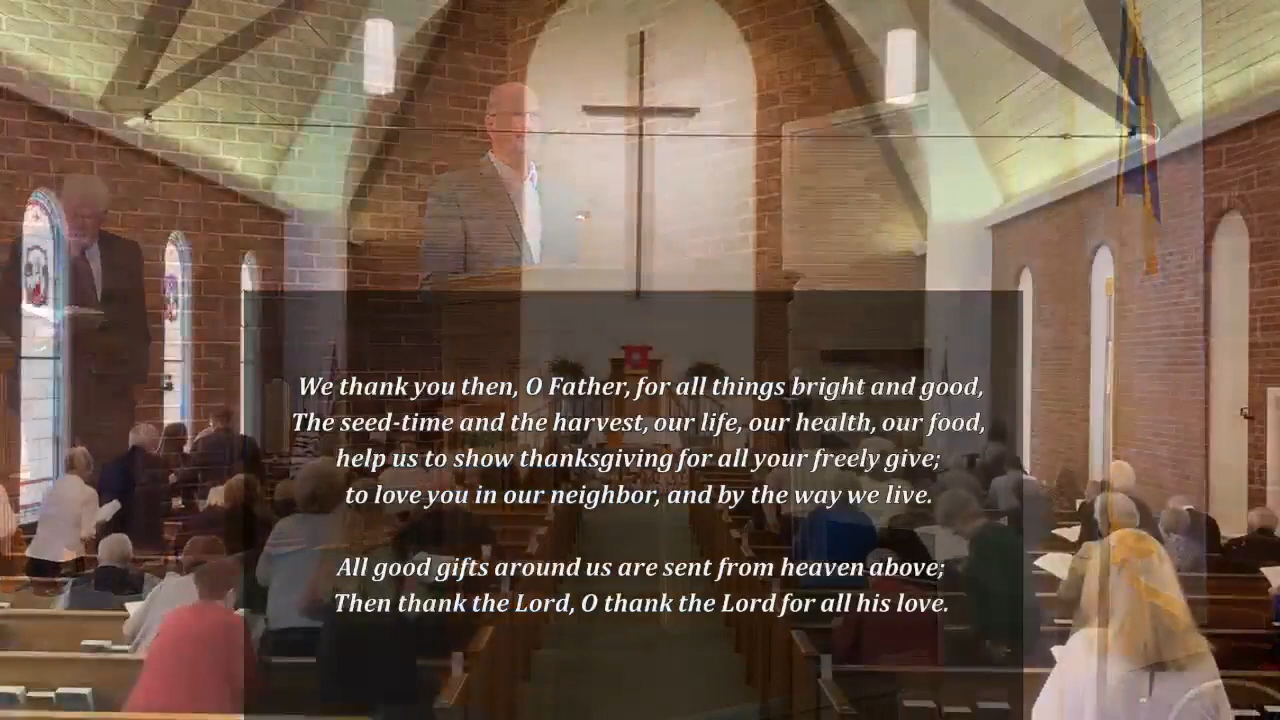 We thank you then, O Father, for all things bright and good,
The seed-time and the harvest, our life, our health, our food,
help us to show thanksgiving for all your freely give;
to love you in our neighbor, and by the way we live.
All good gifts around us are sent from heaven above;
Then thank the Lord, O thank the Lord for all his love.